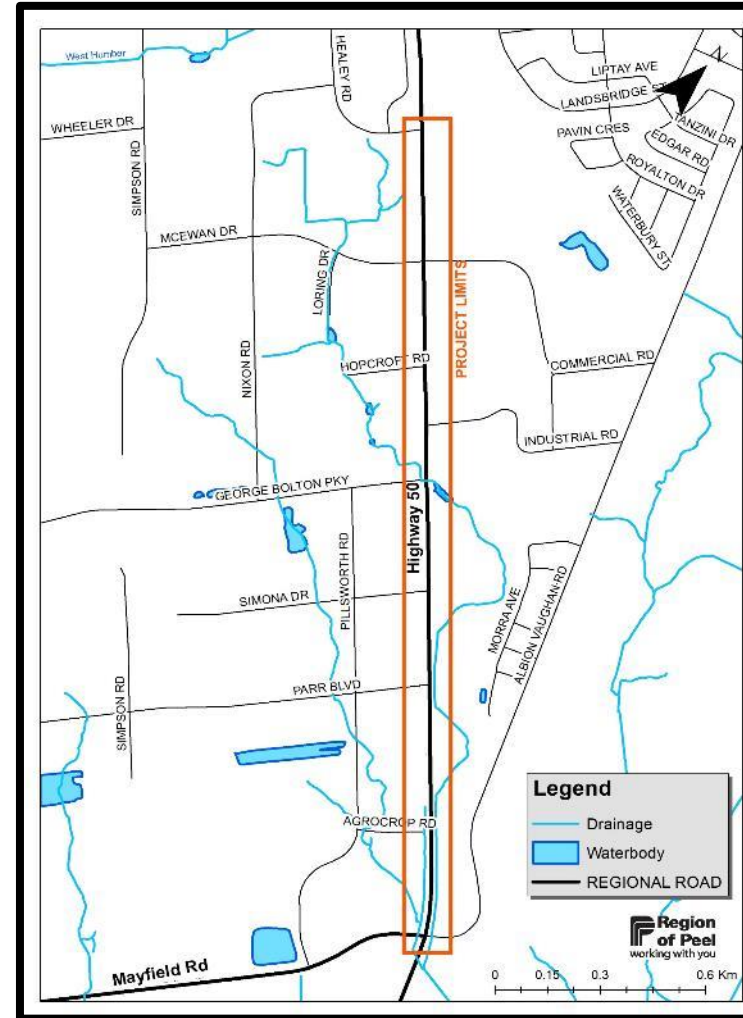 West Humber
HEALEY RD
N
LIPTAY AVE
LANDSBRIDGE ST
TANZINI DR
WHEELER DR
SIMPSON RD
PAVIN CRES
EDGAR RD
ROYALTON DR
WATERBURY ST
MCEWAN DR
LORING DR
PROJECT LIMITS
NIXON RD
HOPCROFT RD
COMMERCIAL RD
INDUSTRIAL RD
GEORGE BOLTON PKY
Highway 50
PILLSWORTH RD
SIMONA DR
MORRA AVE
ALBION VAUGHAN RD
SIMPSON RD
PARR BLVD
AGROCROP RD
Mayfield Rd
Legend
Drainage
Waterbody
REGIONAL ROAD
Region
of Peel
working with you
0 0.15 0.3 0.6 Km